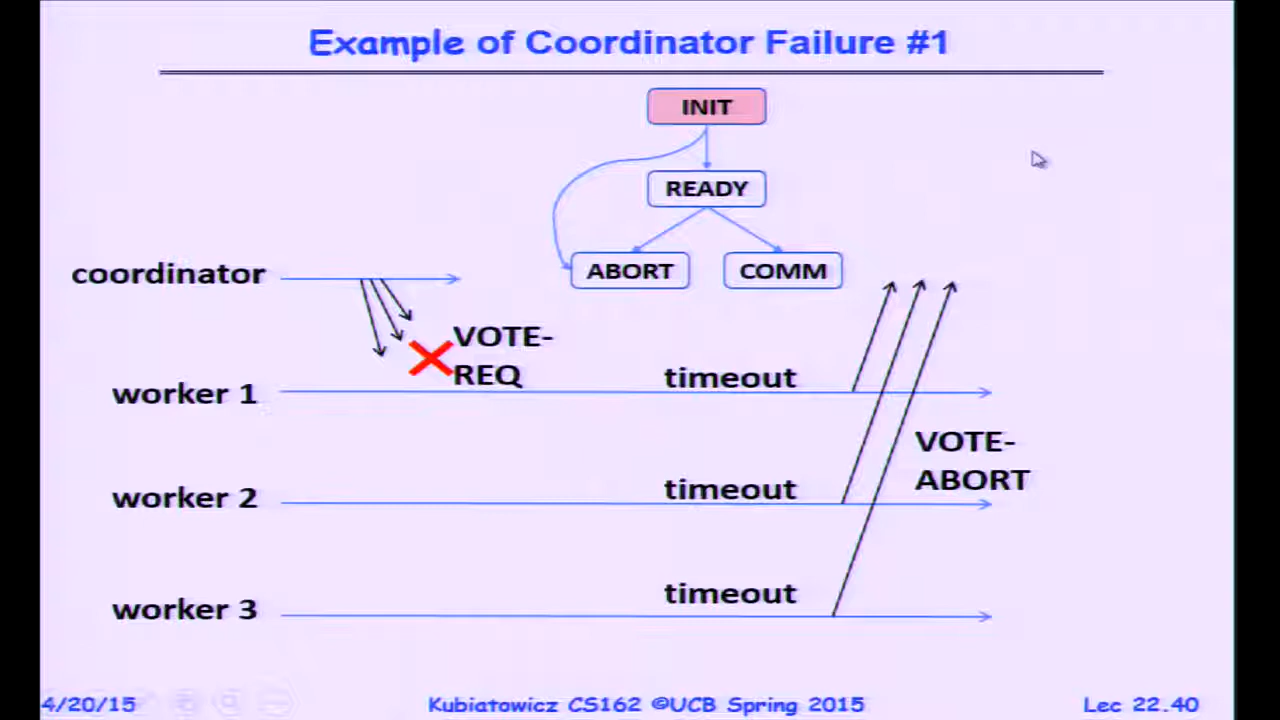 Example of Coordinator Failure #1
INIT
READY
ABORT
COMM
coordinator
VOTE-
REQ
worker 1
timeout
VOTE-
ABORT
worker 2
timeout
worker 3
timeout
4/20/15
Kubiatowicz CS162 ©UCB Spring 2015
Lec 22.40